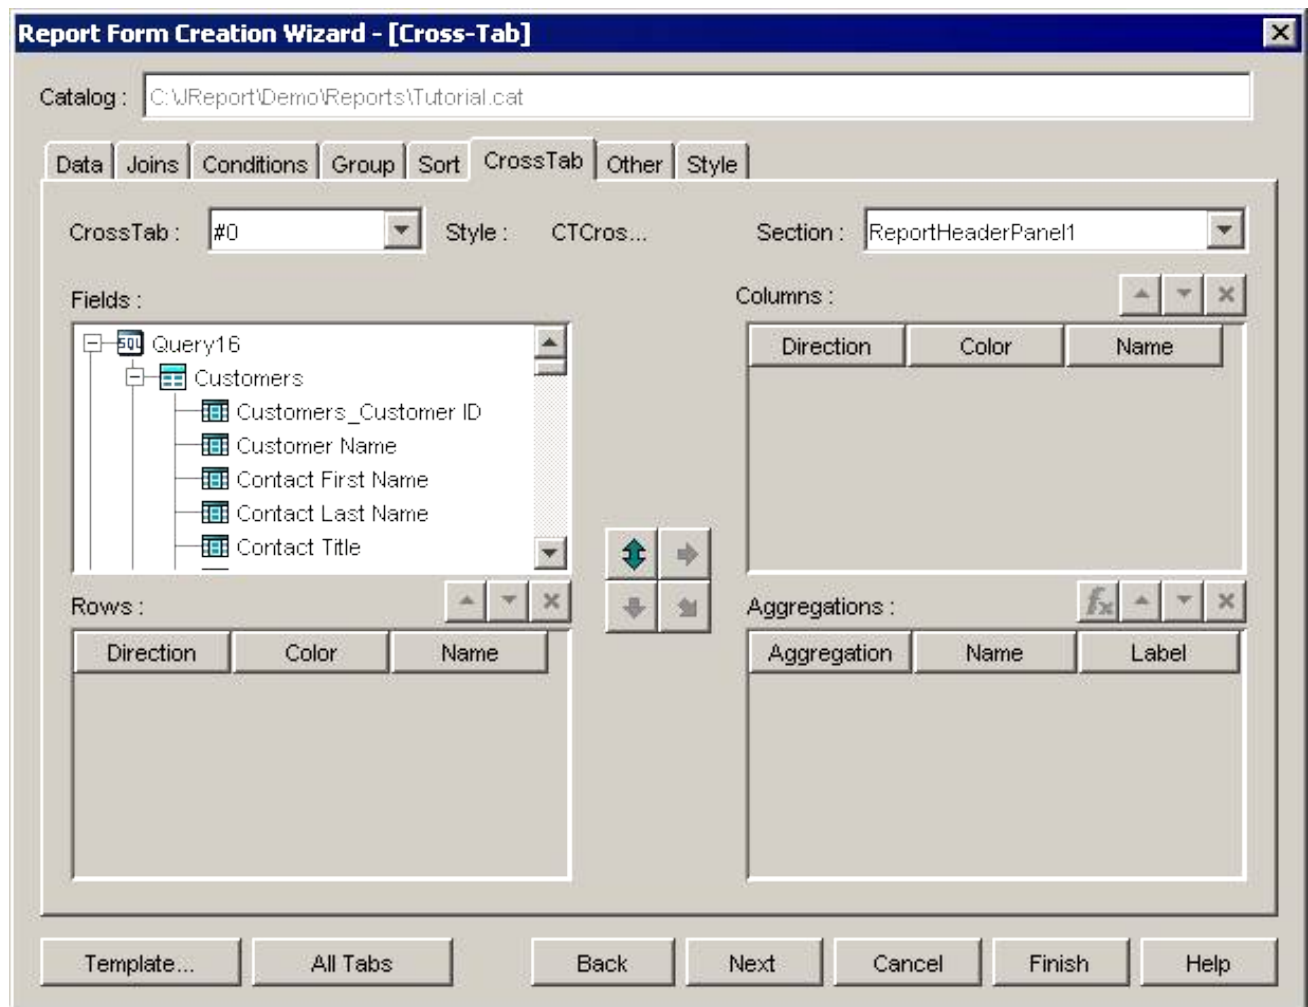 Report Form Creation Wizard - [Cross-Tab]
Catalog : C:\JReport\Demo\Reports\Tutorial.cat
Data Joins Conditions Group Sort CrossTab Other Style
CrossTab : #0 Style : CTCros... Section : ReportHeaderPanel1
Fields :
SQL Query16
Customers
Customers_Customer ID
Customer Name
Contact First Name
Contact Last Name
Contact Title
Columns :
Direction Color Name
Rows :
Direction Color Name
Aggregations : fx
Aggregation Name Label
Template... All Tabs Back Next Cancel Finish Help